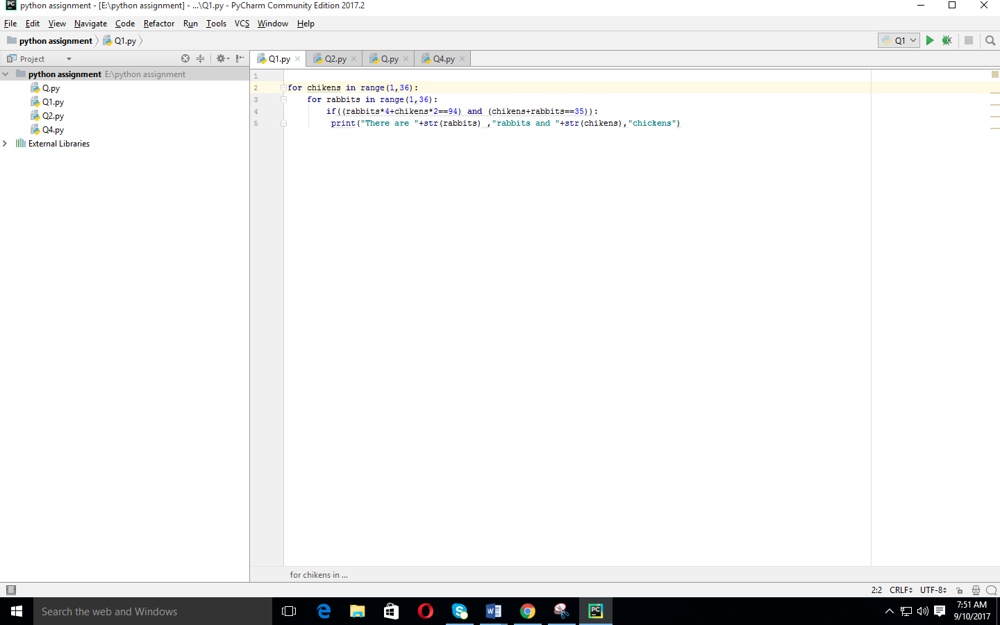 python assignment - [E:\python assignment] - ...\Q1.py - PyCharm Community Edition 2017.2
File Edit View Navigate Code Refactor Run Tools VCS Window Help
python assignment Q1.py Q1
Project Q1.py Q2.py Q.py Q4.py
python assignment E:\python assignment
Q.py
Q1.py
Q2.py
Q4.py
External Libraries
1
2 for chikens in range(1,36):
3 for rabbits in range(1,36):
4 if((rabbits*4+chikens*2==94) and (chikens+rabbits==35)):
5 print("There are "+str(rabbits) ,"rabbits and "+str(chikens),"chickens")
for chikens in ...
2:2 CRLF UTF-8
Search the web and Windows
7:51 AM
9/10/2017